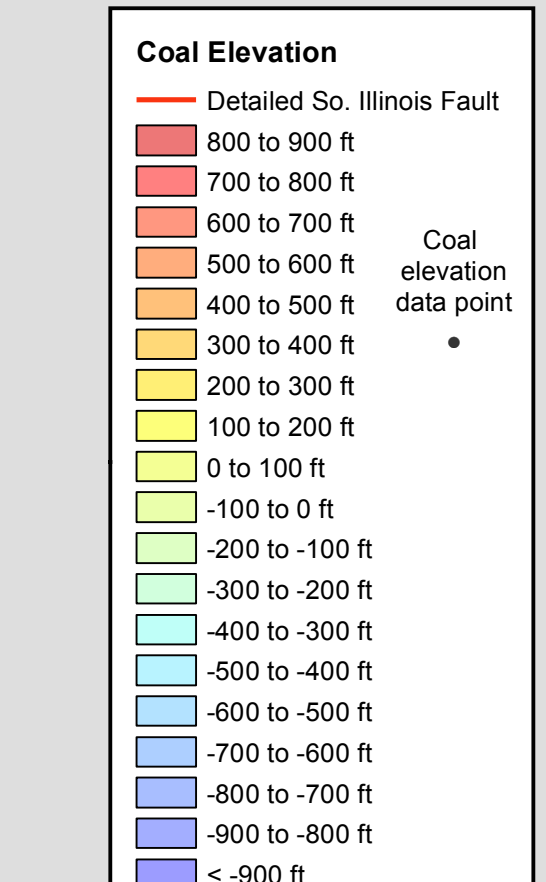 Coal Elevation
Detailed So. Illinois Fault
800 to 900 ft
700 to 800 ft
600 to 700 ft
500 to 600 ft
400 to 500 ft
300 to 400 ft
200 to 300 ft
100 to 200 ft
0 to 100 ft
-100 to 0 ft
-200 to -100 ft
-300 to -200 ft
-400 to -300 ft
-500 to -400 ft
-600 to -500 ft
-700 to -600 ft
-800 to -700 ft
-900 to -800 ft
< -900 ft
Coal
elevation
data point